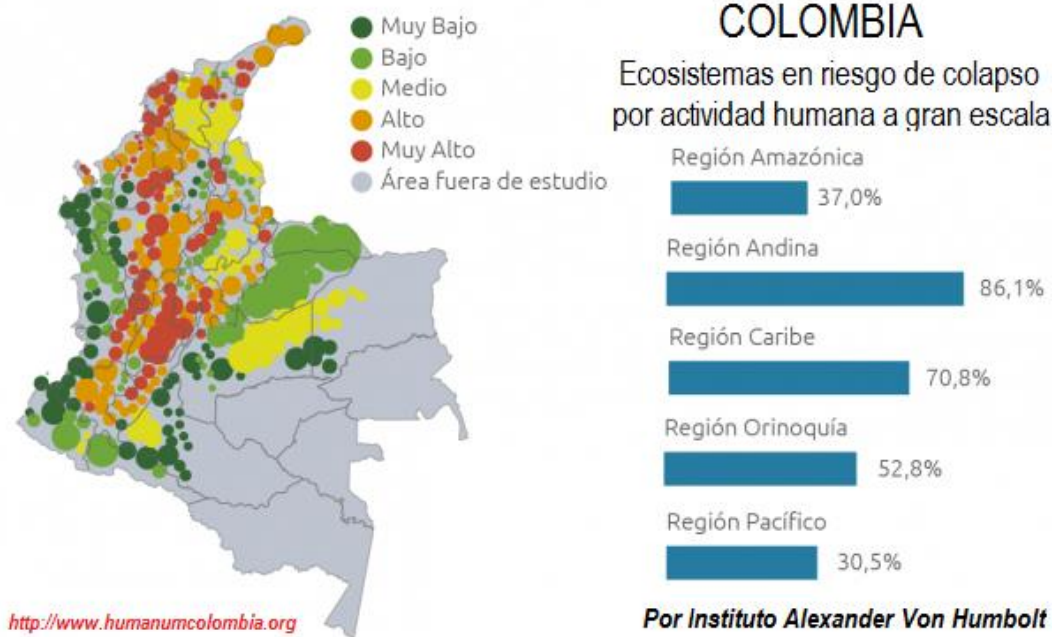 Muy Bajo
Bajo
Medio
Alto
Muy Alto
Área fuera de estudio
http://www.humanumcolombia.org
COLOMBIA
Ecosistemas en riesgo de colapso
por actividad humana a gran escala
Región Amazónica
37,0%
Región Andina
86,1%
Región Caribe
70,8%
Región Orinoquía
52,8%
Región Pacífico
30,5%
Por Instituto Alexander Von Humbolt